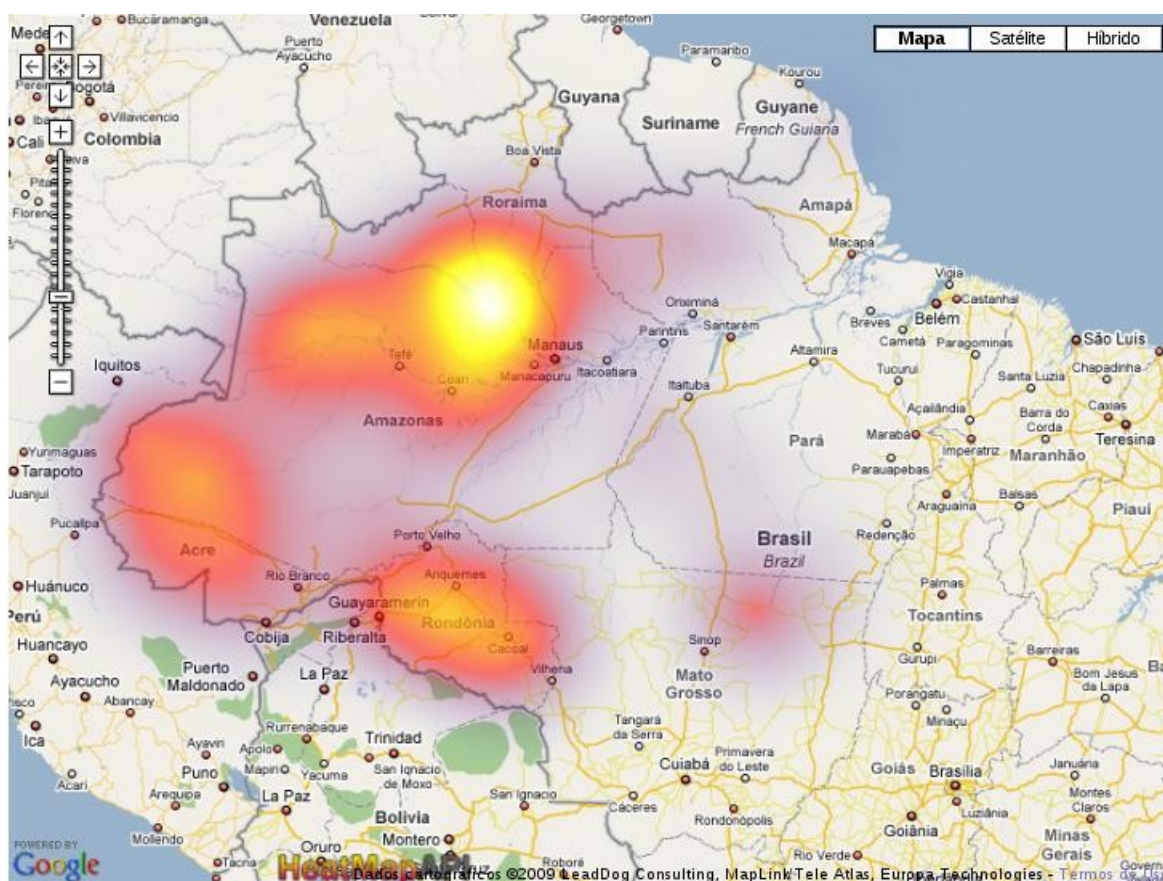 Bucaramanga
Venezuela
Georgetown
Mapa
Satélite
Híbrido
Puerto
Ayacucho
Paramaribo
Kourou
Bogotá
Villavicencio
Guyana
Guyane
French Guiana
Suriname
Cali
Colombia
Boa Vista
Roraima
Amapá
Macapá
Vigia
Castanhal
Oriximiná
Belém
Parintins
Santarém
Breves
Cametá
Paragominas
São Luis
Iquitos
Tefé
Manaus
Manacapuru
Itacoatiara
Altamira
Chapadinha
Coari
Itaituba
Tucuruí
Santa Luzia
Amazonas
Açailândia
Barra do
Corda
Caxias
Teresina
Yurimaguas
Pará
Marabá
Imperatriz
Maranhão
Tarapoto
Parauapebas
Juanjui
Araguaina
Balsas
Piaui
Pucallpa
Acre
Porto Velho
Brasil
Brazil
Redenção
Huánuco
Rio Branco
Ariquemes
Palmas
Perú
Guayaramerín
Rondônia
Tocantins
Cobija
Riberalta
Cacoal
Sinop
Huancayo
Puerto
Maldonado
La Paz
Vilhena
Mato
Grosso
Gurupi
Barreiras
Bom Jesus
da Lapa
Ayacucho
Abancay
Porangatu
Minaçu
Ica
Rurrenabaque
Trinidad
Tangará
da Serra
Ayaviri
Apolo
San Ignacio
de Moxo
Primavera
do Leste
Acari
Puno
Mapiri
Yacuma
Cuiabá
Goiás
Brasília
Januária
Arequipa
La Paz
San Ignacio
Cáceres
Rondonópolis
Luziânia
Montes
Claros
Mollendo
Bolivia
Montero
Goiânia
Minas
Gerais
POWERED BY
Google
Tacna
Oruro
HeatMapAPI
Roboré
Rio Verde
Dados cartográficos ©2009 LeadDog Consulting, MapLink Tele Atlas, Europa Technologies - Termos de